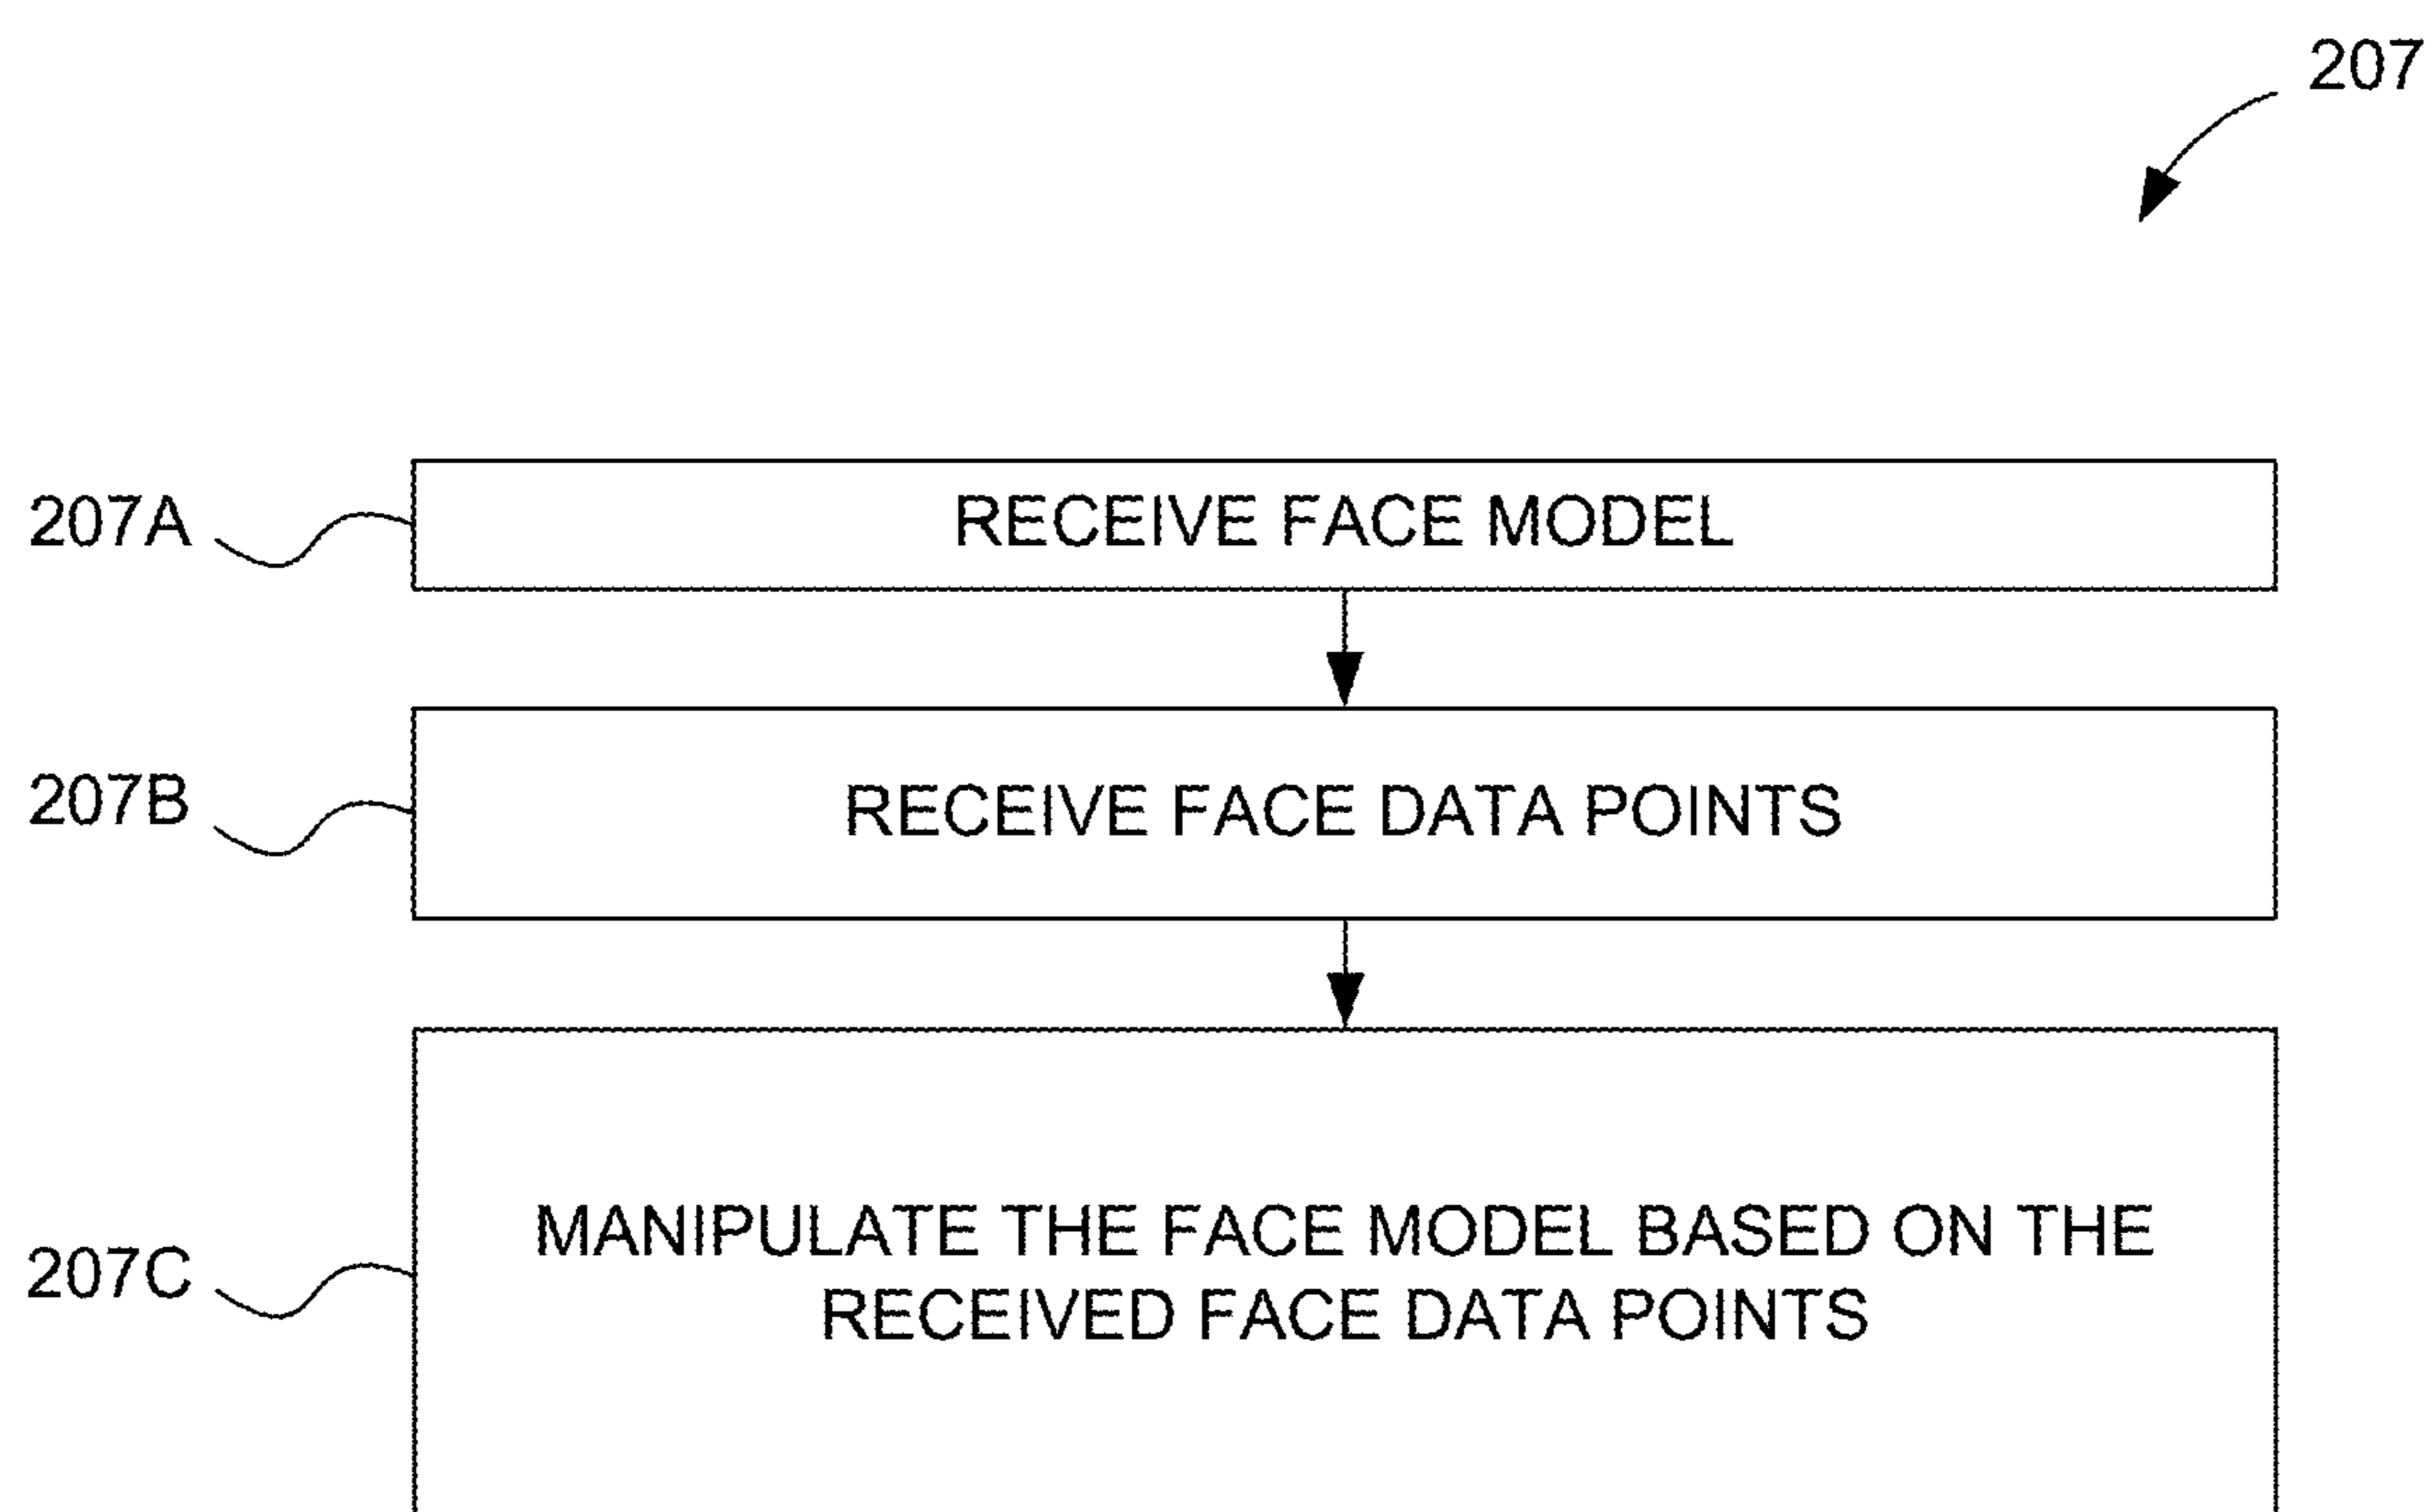 207
207A
RECEIVE FACE MODEL
207B
RECEIVE FACE DATA POINTS
207C
MANIPULATE THE FACE MODEL BASED ON THE
RECEIVED FACE DATA POINTS